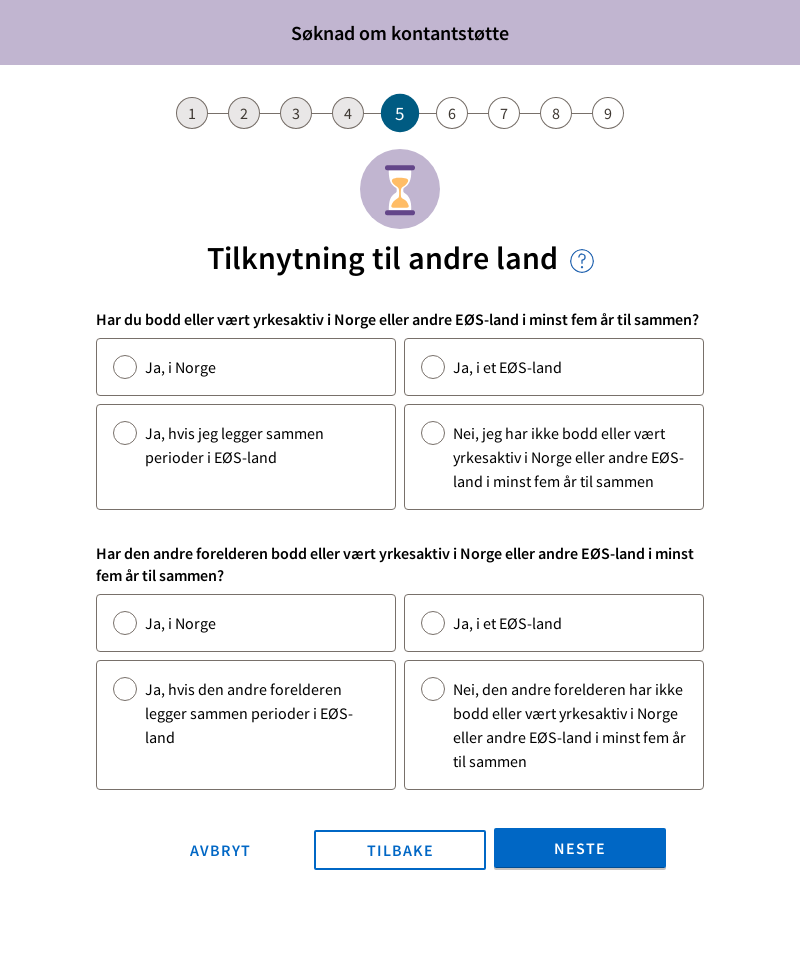 Søknad om kontantstøtte
1 2 3 4 5 6 7 8 9
Tilknytning til andre land ?
Har du bodd eller vært yrkesaktiv i Norge eller andre EØS-land i minst fem år til sammen?
Ja, i Norge
Ja, i et EØS-land
Ja, hvis jeg legger sammen
perioder i EØS-land
Nei, jeg har ikke bodd eller vært
yrkesaktiv i Norge eller andre EØS-
land i minst fem år til sammen
Har den andre forelderen bodd eller vært yrkesaktiv i Norge eller andre EØS-land i minst
fem år til sammen?
Ja, i Norge
Ja, i et EØS-land
Ja, hvis den andre forelderen
legger sammen perioder i EØS-
land
Nei, den andre forelderen har ikke
bodd eller vært yrkesaktiv i Norge
eller andre EØS-land i minst fem år
til sammen
AVBRYT
TILBAKE
NESTE